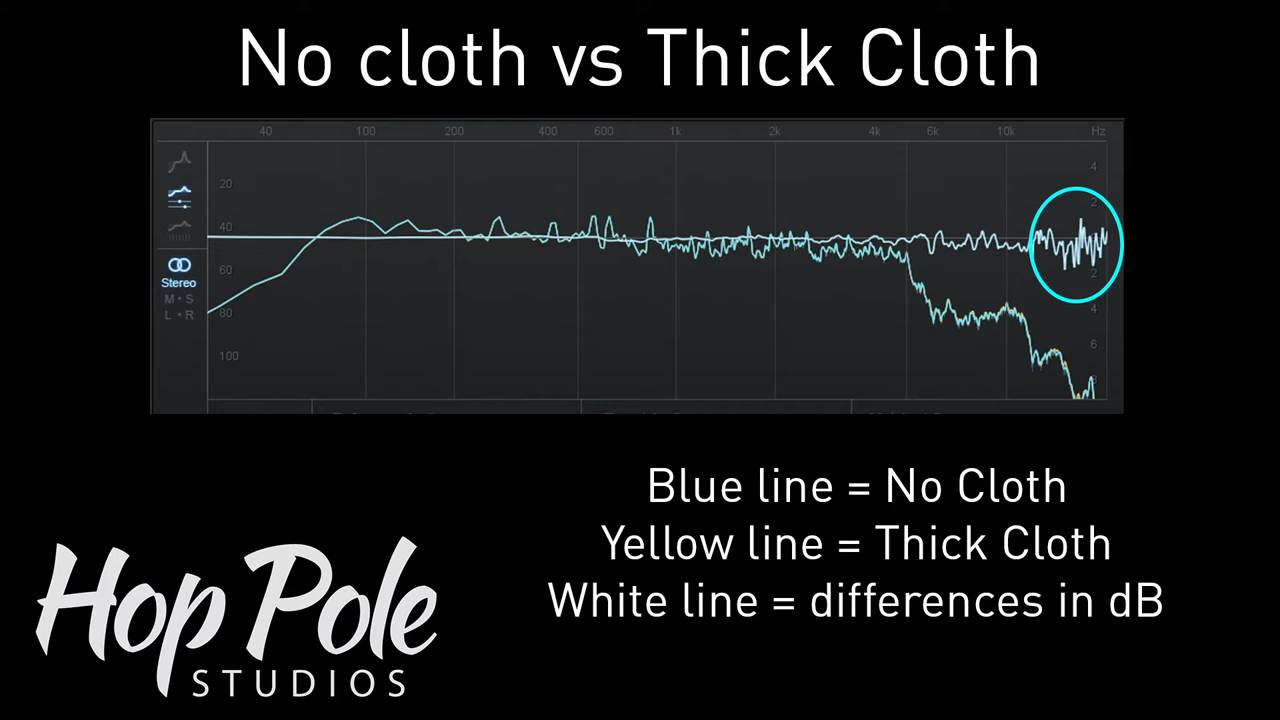 No cloth vs Thick Cloth
40 100 200 400 600 1k 2k 4k 6k 10k Hz
20 4
40 2
60 2
80 4
100 6
Stereo
M • S
L • R
Blue line = No Cloth
Yellow line = Thick Cloth
White line = differences in dB
Hop Pole
STUDIOS